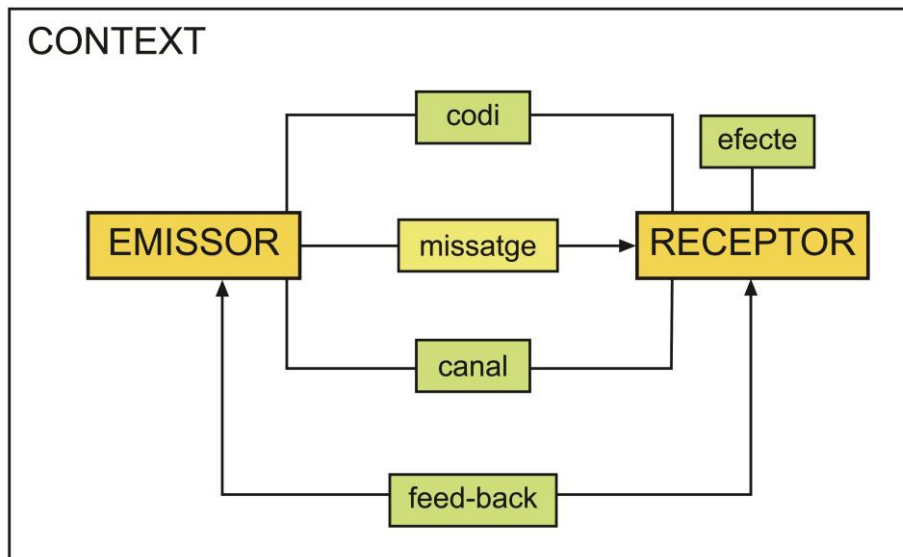 CONTEXT
codi
efecte
EMISSOR
missatge
RECEPTOR
canal
feed-back